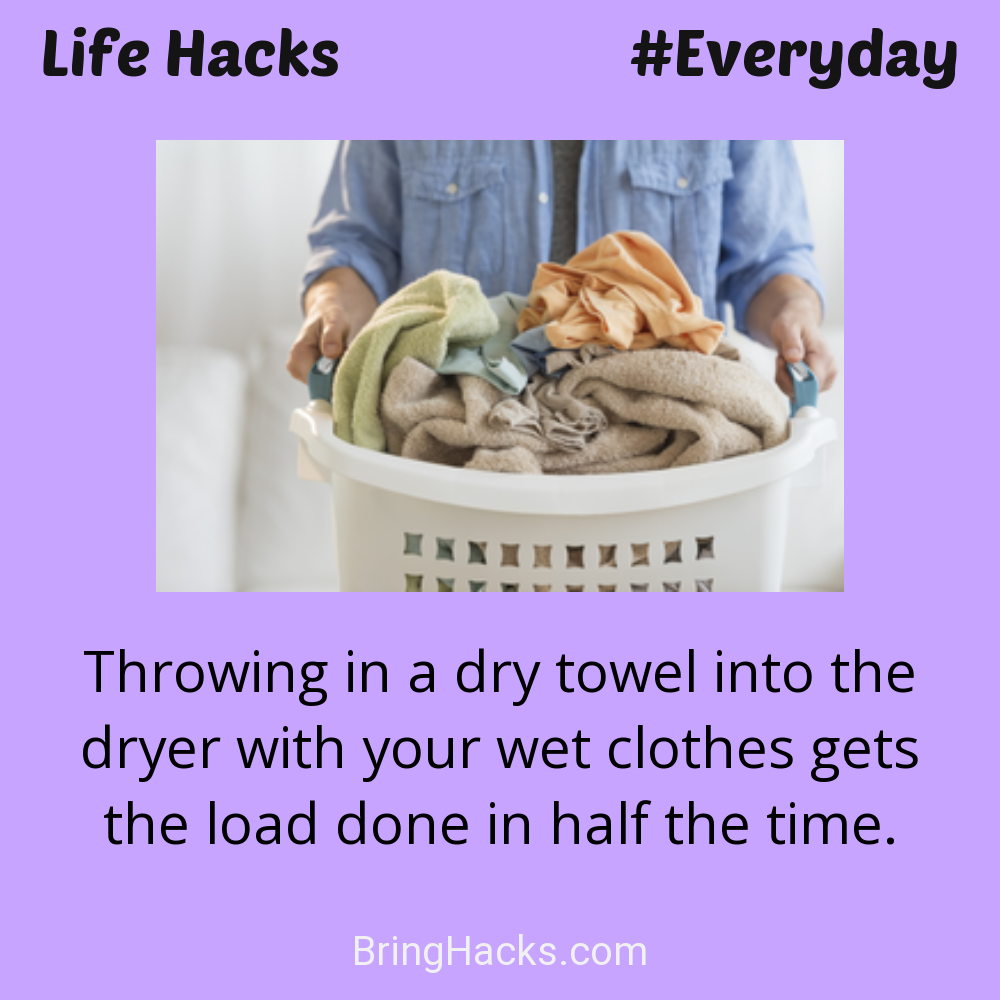 Life Hacks
#Everyday
Throwing in a dry towel into the
dryer with your wet clothes gets
the load done in half the time.
BringHacks.com